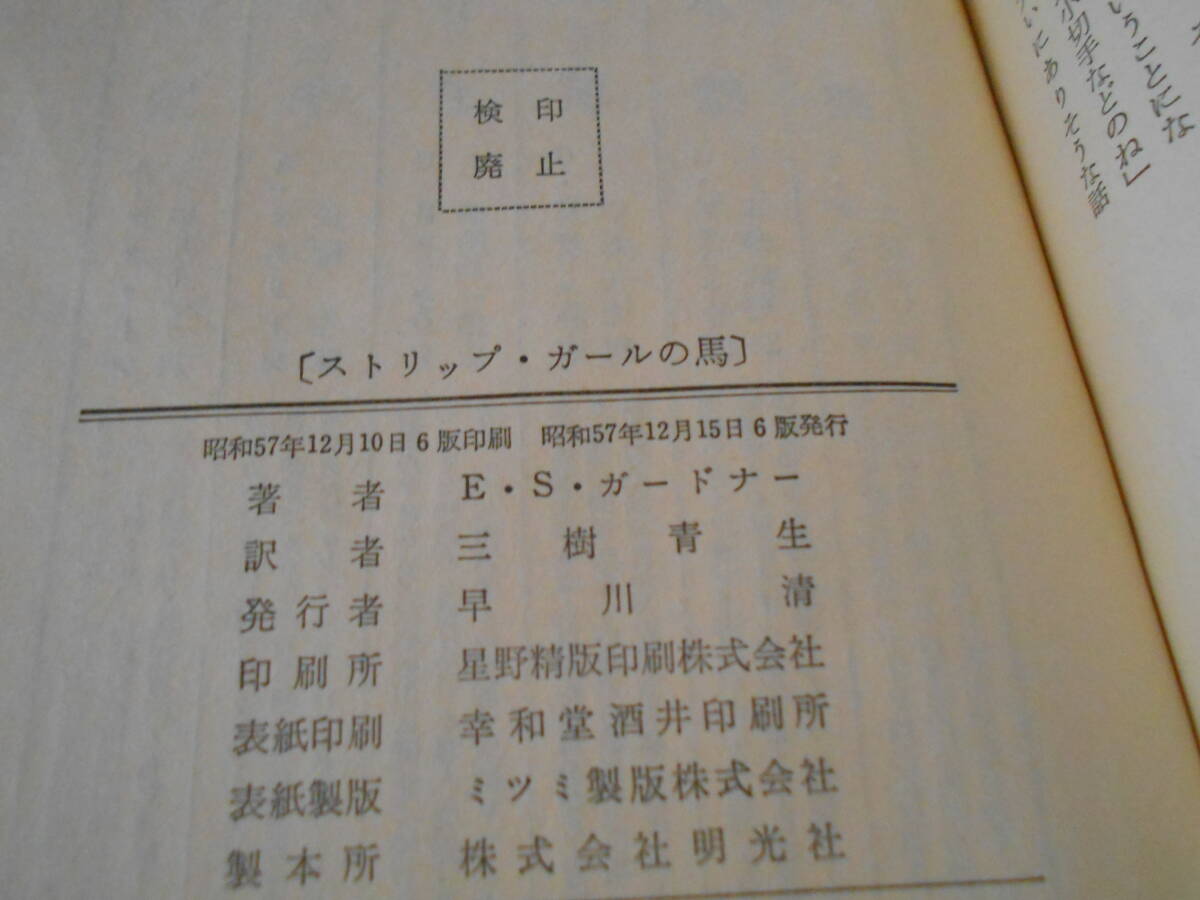 検印
廃止
〔ストリップ・ガールの馬〕
昭和57年12月10日6版印刷 昭和57年12月15日6版発行
著者 E・S・ガードナー
訳者 三樹青生
発行者 早川清
印刷所 星野精版印刷株式会社
表紙印刷 幸和堂酒井印刷所
表紙製版 ミツミ製版株式会社
製本所 株式会社明光社
いうことにな
小切手などのね」
にありそうな話